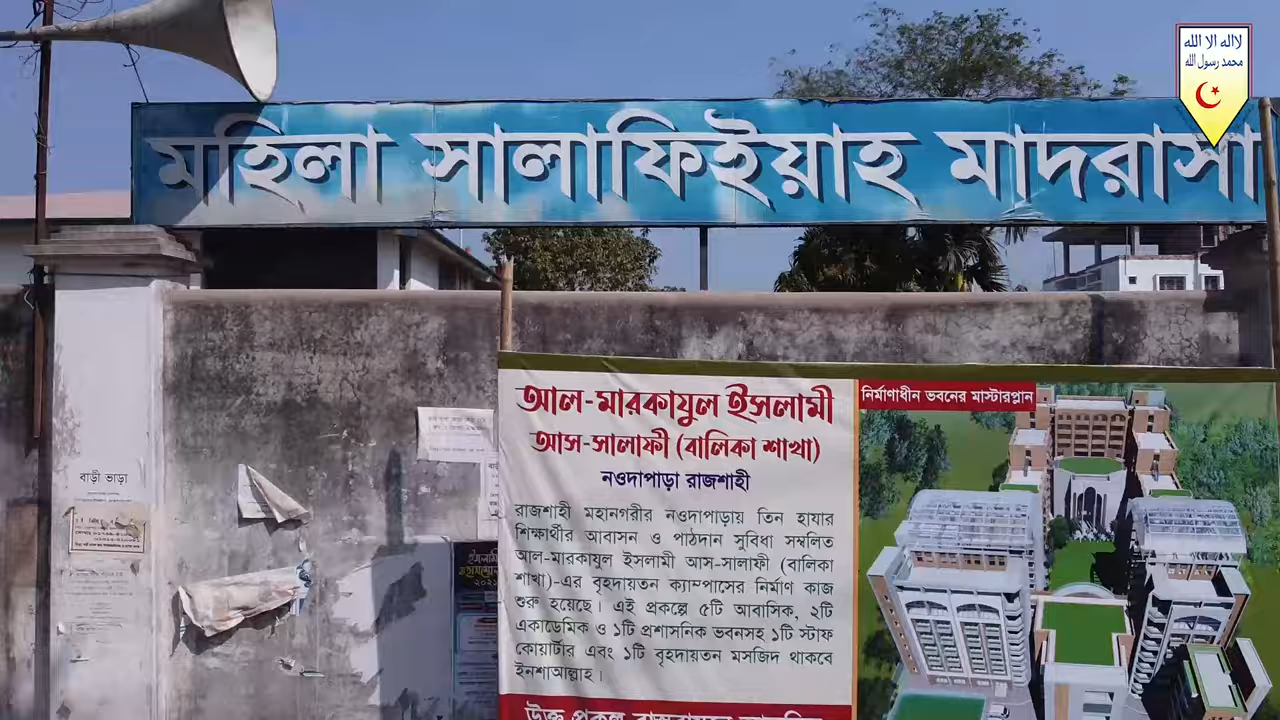 لااله الا الله
محمد رسول الله
মহিলা সালাফিইয়াহ মাদরাসা
আল-মারকাযুল ইসলামী
আস-সালাফী (বালিকা শাখা)
নওদাপাড়া রাজশাহী
রাজশাহী মহানগরীর নওদাপাড়ায় তিন হাযার
শিক্ষার্থীর আবাসন ও পাঠদান সুবিধা সম্বলিত
আল-মারকাযুল ইসলামী আস-সালাফী (বালিকা
শাখা)-এর বৃহদায়তন ক্যাম্পাসের নির্মাণ কাজ
শুরু হয়েছে। এই প্রকল্পে ৫টি আবাসিক, ২টি
একাডেমিক ও ১টি প্রশাসনিক ভবনসহ ১টি স্টাফ
কোয়ার্টার এবং ১টি বৃহদায়তন মসজিদ থাকবে
ইনশাআল্লাহ।
নির্মাণাধীন ভবনের মাস্টারপ্ল্যান
বাড়ী ভাড়া